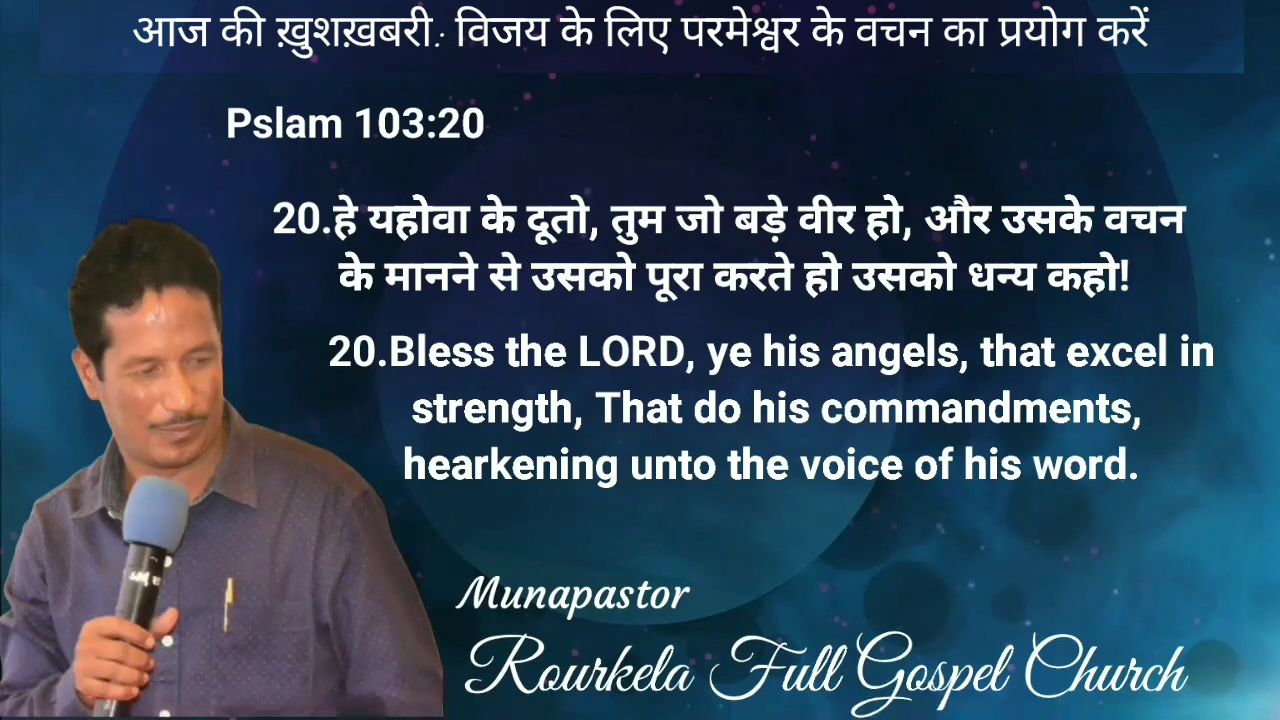 आज की ख़ुशख़बरी: विजय के लिए परमेश्वर के वचन का प्रयोग करें
Pslam 103:20
20.हे यहोवा के दूतो, तुम जो बड़े वीर हो, और उसके वचन
के मानने से उसको पूरा करते हो उसको धन्य कहो!
20.Bless the LORD, ye his angels, that excel in
strength, That do his commandments,
hearkening unto the voice of his word.
Munapastor
Rourkela Full Gospel Church